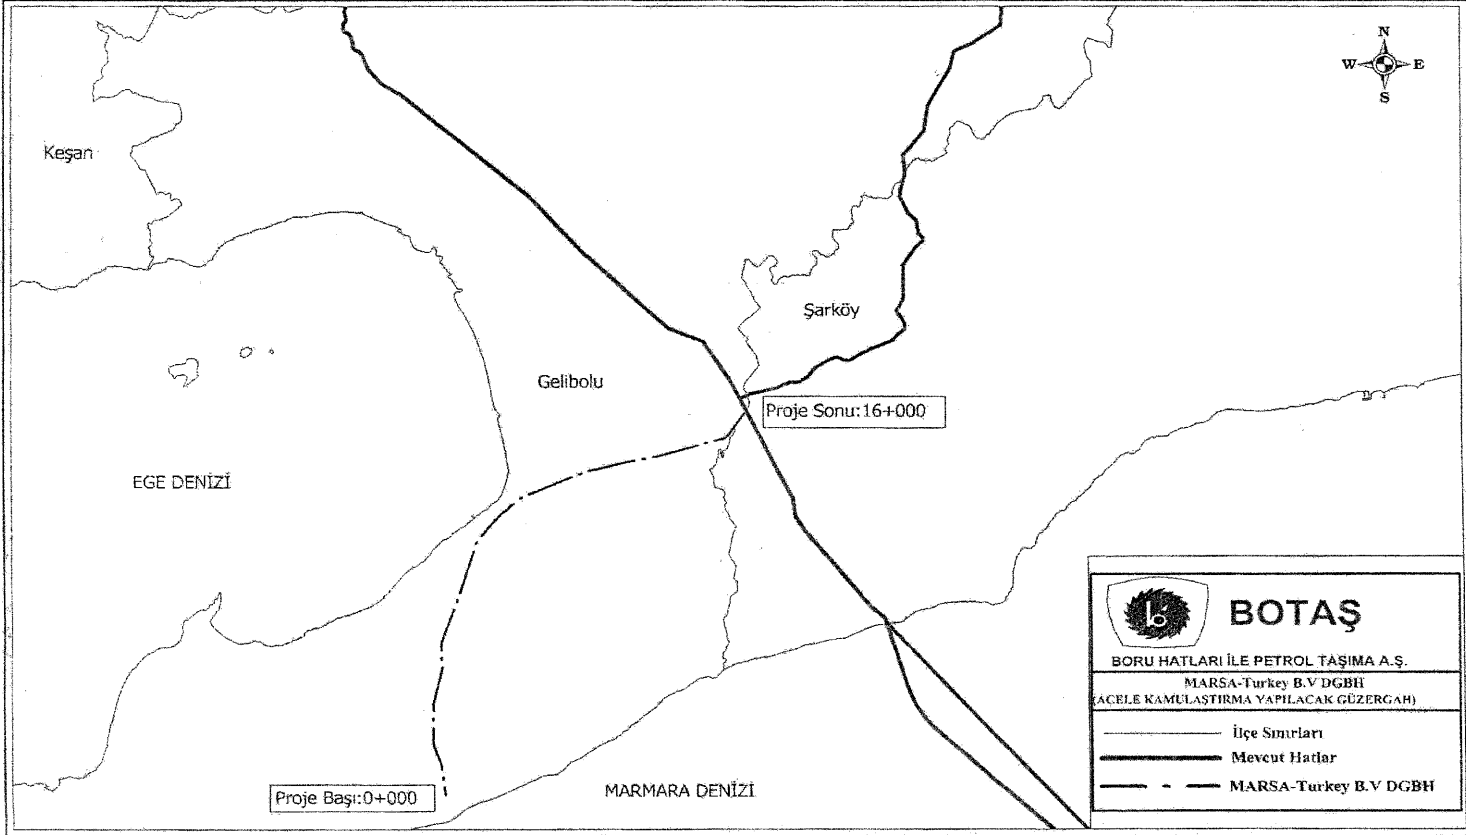 N
W E
S
Keşan
Şarköy
Gelibolu
Proje Sonu:16+000
EGE DENİZİ
MARMARA DENİZİ
Proje Başı:0+000
BOTAŞ
BORU HATLARI İLE PETROL TAŞIMA A.Ş.
MARSA-Turkey B.V DGBH
(ACELE KAMULAŞTIRMA YAPILACAK GÜZERGAH)
İlçe Sınırları
Mevcut Hatlar
MARSA-Turkey B.V DGBH